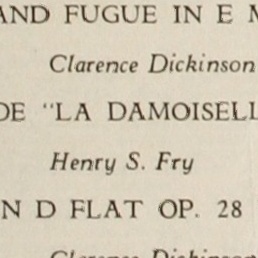 AND FUGUE IN E M
Clarence Dickinson
DE "LA DAMOISELL
Henry S. Fry
N D FLAT OP. 28